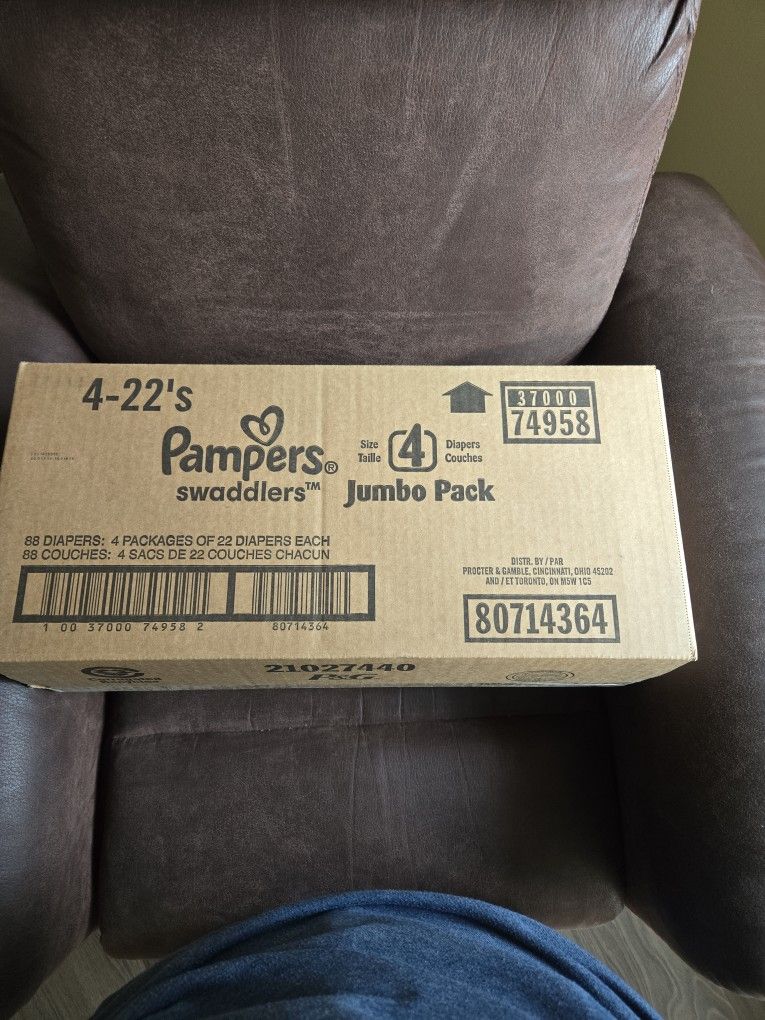 4-22's
Pampers®
swaddlers™
Size
Taille
4
Diapers
Couches
Jumbo Pack
37000
74958
88 DIAPERS: 4 PACKAGES OF 22 DIAPERS EACH
88 COUCHES: 4 SACS DE 22 COUCHES CHACUN
1 00 37000 74958 2
80714364
DISTR. BY / PAR
PROCTER & GAMBLE, CINCINNATI, OHIO 45202
AND / ET TORONTO, ON M5W 1C5
80714364
21027440
P&G